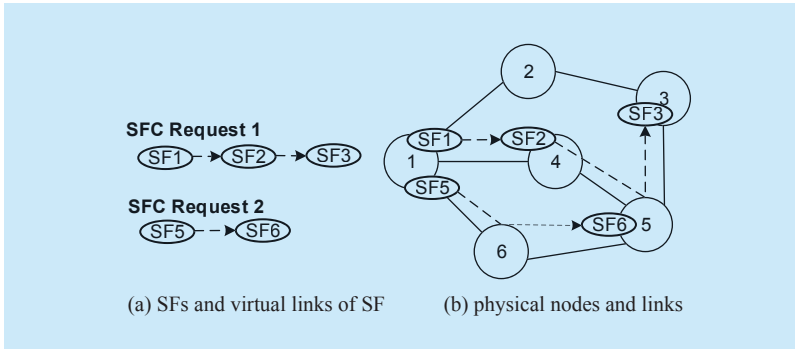 SFC Request 1
SF1 SF2 SF3
SFC Request 2
SF5 SF6
(a) SFs and virtual links of SF
2
3
SF3
SF1 SF2
1
4
SF5
SF6 5
6
(b) physical nodes and links